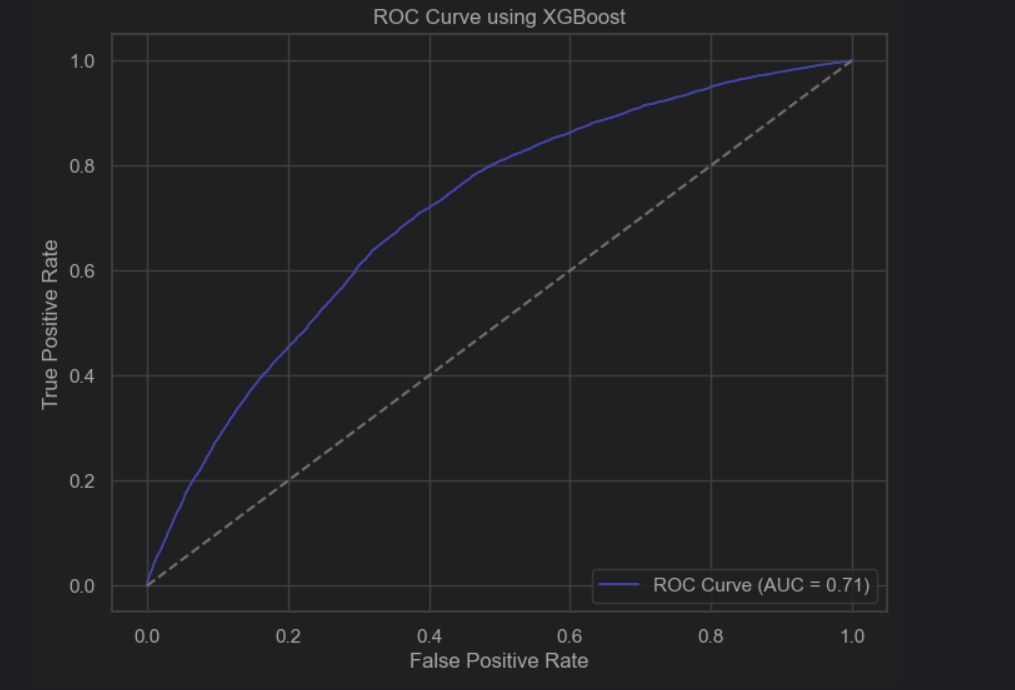 ROC Curve using XGBoost
1.0
0.8
0.6
0.4
0.2
0.0
True Positive Rate
ROC Curve (AUC = 0.71)
0.0 0.2 0.4 0.6 0.8 1.0
False Positive Rate